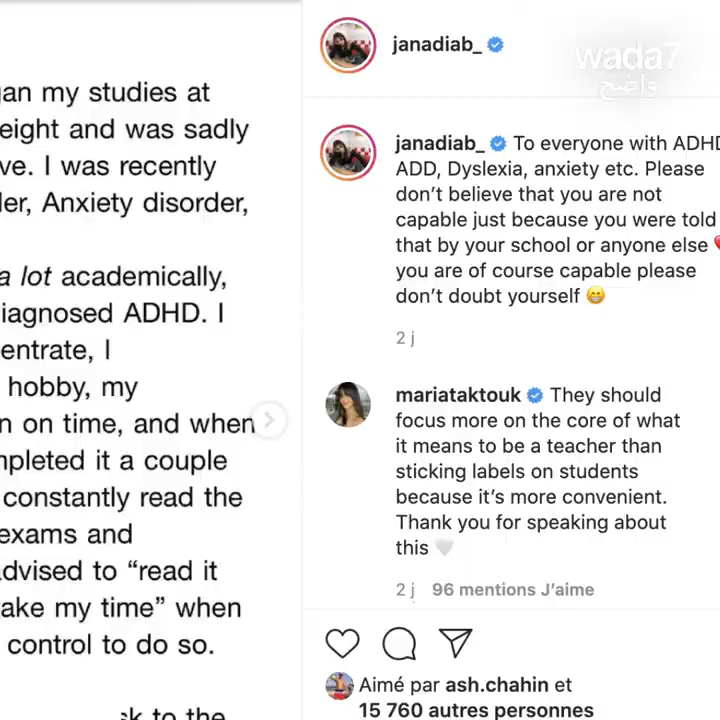 gan my studies at
eight and was sadly
ve. I was recently
ler, Anxiety disorder,
a lot academically,
iagnosed ADHD. I
entrate, I
hobby, my
n on time, and when
mpleted it a couple
constantly read the
exams and
dvised to “read it
ake my time” when
control to do so.
sk to the
janadiab_
wada7
واضح
janadiab_ To everyone with ADHD
ADD, Dyslexia, anxiety etc. Please
don’t believe that you are not
capable just because you were told
that by your school or anyone else ❤️
you are of course capable please
don’t doubt yourself 😁
2 j
mariataktouk They should
focus more on the core of what
it means to be a teacher than
sticking labels on students
because it’s more convenient.
Thank you for speaking about
this 🤍
2 j 96 mentions J’aime
Aimé par ash.chahin et
15 760 autres personnes